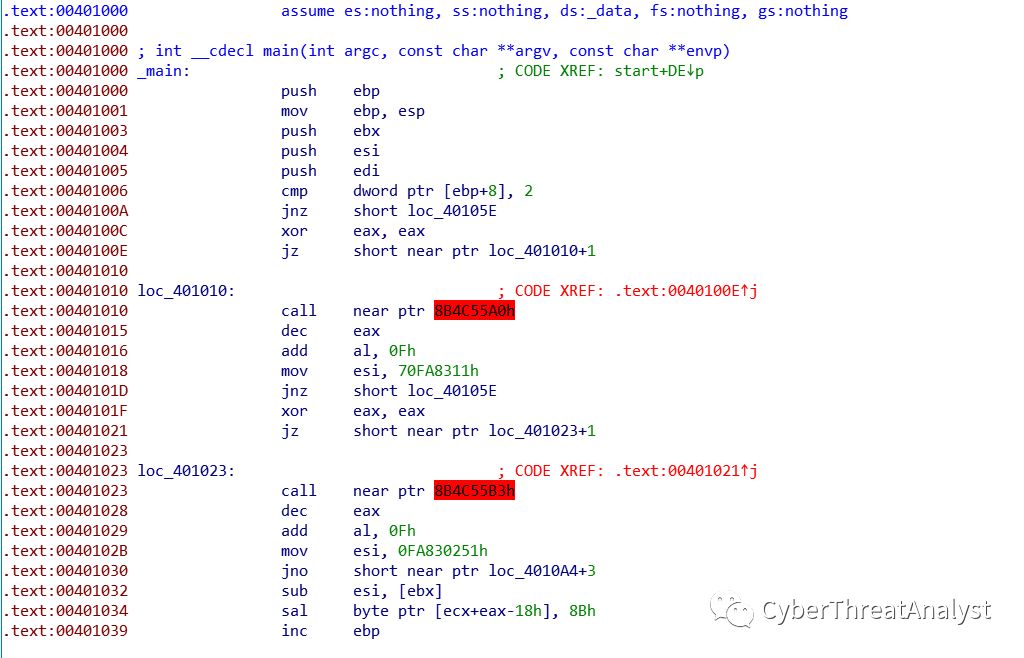 .text:00401000 assume es:nothing, ss:nothing, ds:_data, fs:nothing, gs:nothing
.text:00401000
.text:00401000 ; int __cdecl main(int argc, const char **argv, const char **envp)
.text:00401000 _main: ; CODE XREF: start+DE↓p
.text:00401000 push ebp
.text:00401001 mov ebp, esp
.text:00401003 push ebx
.text:00401004 push esi
.text:00401005 push edi
.text:00401006 cmp dword ptr [ebp+8], 2
.text:0040100A jnz short loc_40105E
.text:0040100C xor eax, eax
.text:0040100E jz short near ptr loc_401010+1
.text:00401010
.text:00401010 loc_401010: ; CODE XREF: .text:0040100E↑j
.text:00401010 call near ptr 8B4C55A0h
.text:00401015 dec eax
.text:00401016 add al, 0Fh
.text:00401018 mov esi, 70FA8311h
.text:0040101D jnz short loc_40105E
.text:0040101F xor eax, eax
.text:00401021 jz short near ptr loc_401023+1
.text:00401023
.text:00401023 loc_401023: ; CODE XREF: .text:00401021↑j
.text:00401023 call near ptr 8B4C55B3h
.text:00401028 dec eax
.text:00401029 add al, 0Fh
.text:0040102B mov esi, 0FA830251h
.text:00401030 jno short near ptr loc_4010A4+3
.text:00401032 sub esi, [ebx]
.text:00401034 sal byte ptr [ecx+eax-18h], 8Bh
.text:00401039 inc ebp
CyberThreatAnalyst